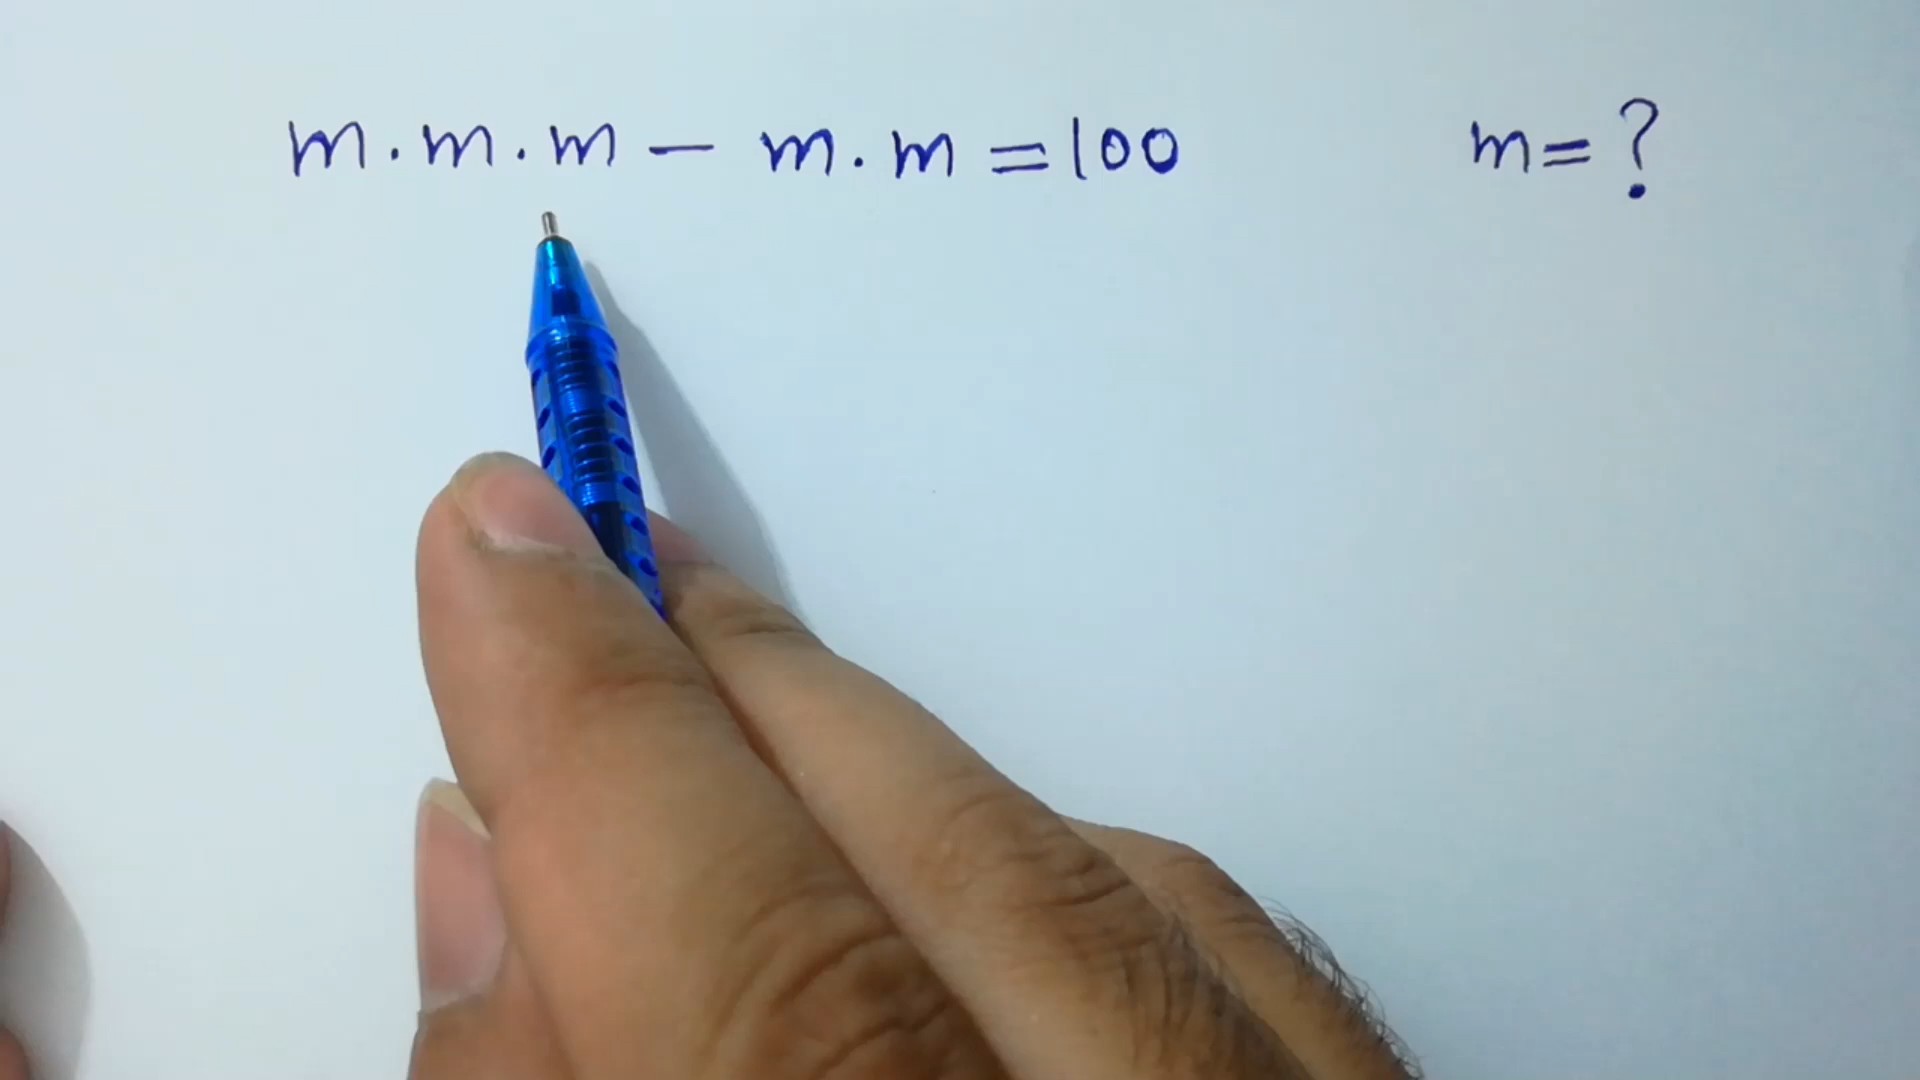 m . m . m - m . m = 100 m = ?